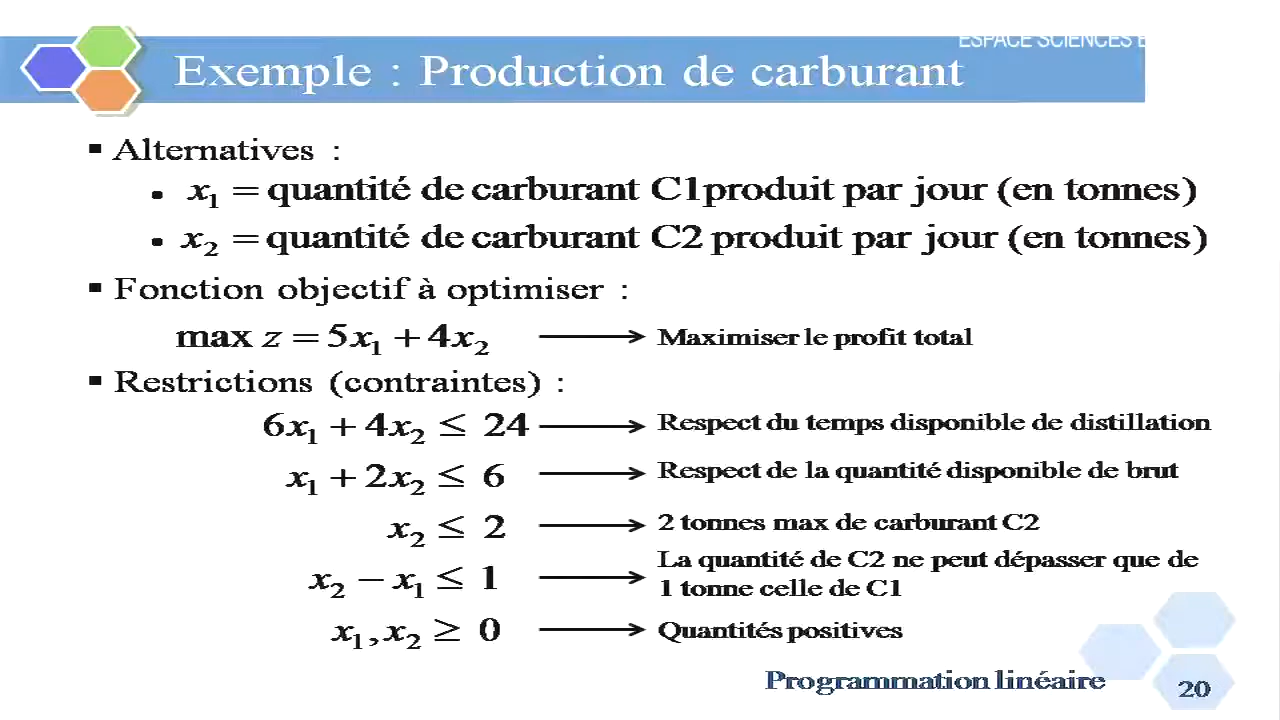 ESPACE SCIENCES
Exemple : Production de carburant
▪ Alternatives :
• x₁ = quantité de carburant C1produit par jour (en tonnes)
• x₂ = quantité de carburant C2 produit par jour (en tonnes)
▪ Fonction objectif à optimiser :
max z = 5x₁ + 4x₂ → Maximiser le profit total
▪ Restrictions (contraintes) :
6x₁ + 4x₂ ≤ 24 → Respect du temps disponible de distillation
x₁ + 2x₂ ≤ 6 → Respect de la quantité disponible de brut
x₂ ≤ 2 → 2 tonnes max de carburant C2
x₂ − x₁ ≤ 1 → La quantité de C2 ne peut dépasser que de
1 tonne celle de C1
x₁, x₂ ≥ 0 → Quantités positives
Programmation linéaire
20